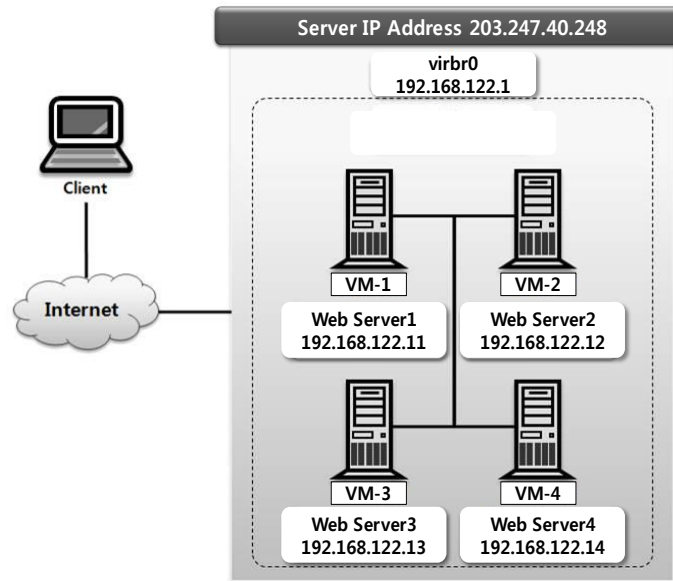 Server IP Address 203.247.40.248
virbr0
192.168.122.1
Client
Internet
VM-1
VM-2
Web Server1
192.168.122.11
Web Server2
192.168.122.12
VM-3
VM-4
Web Server3
192.168.122.13
Web Server4
192.168.122.14